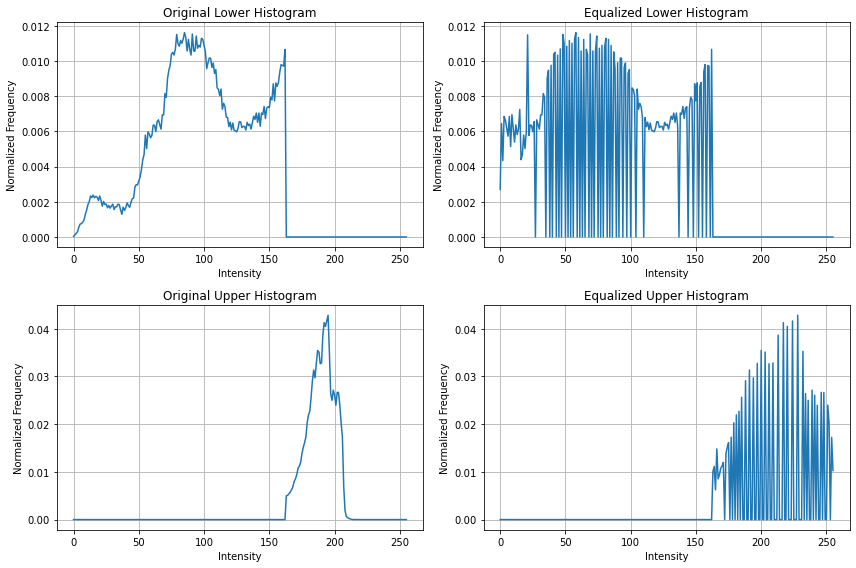 Original Lower Histogram
Normalized Frequency
0.012
0.010
0.008
0.006
0.004
0.002
0.000
0 50 100 150 200 250
Intensity
Equalized Lower Histogram
Normalized Frequency
0.012
0.010
0.008
0.006
0.004
0.002
0.000
0 50 100 150 200 250
Intensity
Original Upper Histogram
Normalized Frequency
0.04
0.03
0.02
0.01
0.00
0 50 100 150 200 250
Intensity
Equalized Upper Histogram
Normalized Frequency
0.04
0.03
0.02
0.01
0.00
0 50 100 150 200 250
Intensity